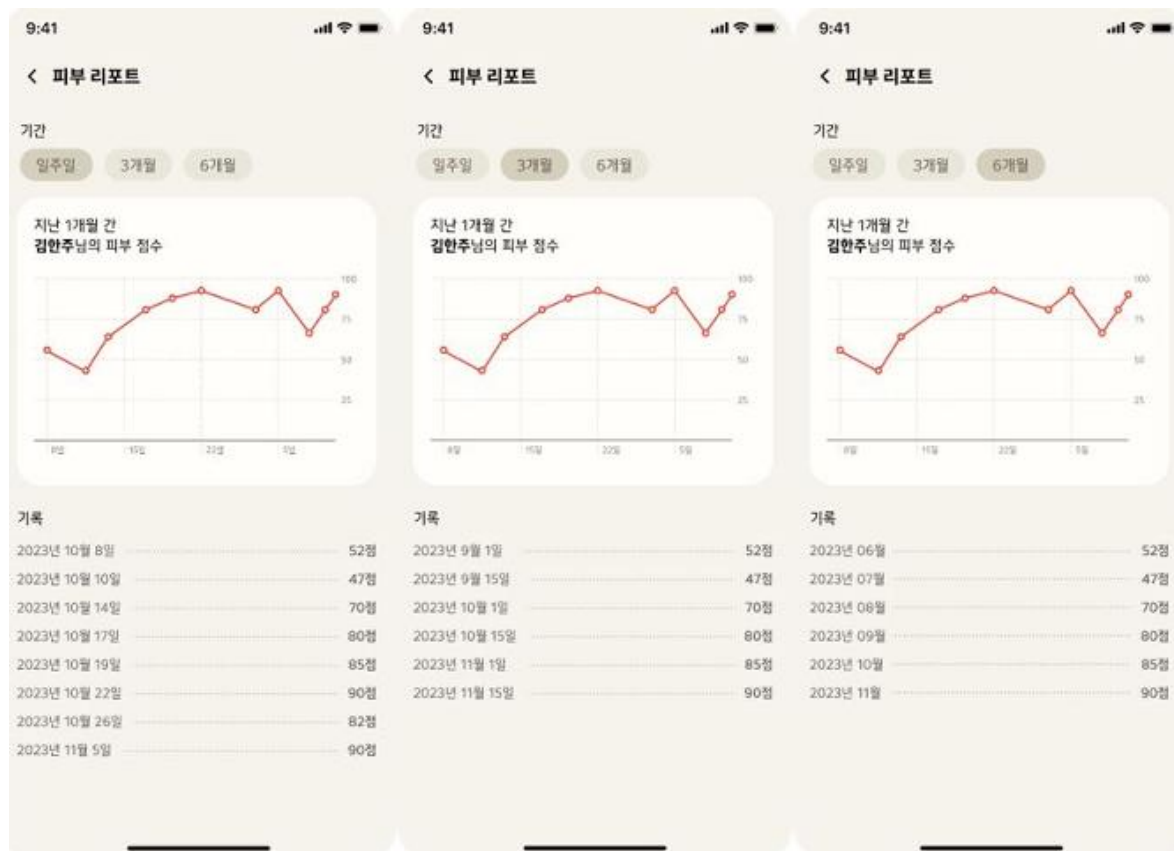 9:41
피부 리포트
기간
일주일 3개월 6개월
지난 1개월 간
김한주님의 피부 점수
100
75
50
25
8일 15일 22일 5일
기록
2023년 10월 8일 52점
2023년 10월 10일 47점
2023년 10월 14일 70점
2023년 10월 17일 80점
2023년 10월 19일 85점
2023년 10월 22일 90점
2023년 10월 26일 82점
2023년 11월 5일 90점
9:41
피부 리포트
기간
일주일 3개월 6개월
지난 1개월 간
김한주님의 피부 점수
100
75
50
25
8일 15일 22일 5일
기록
2023년 9월 1일 52점
2023년 9월 15일 47점
2023년 10월 1일 70점
2023년 10월 15일 80점
2023년 11월 1일 85점
2023년 11월 15일 90점
9:41
피부 리포트
기간
일주일 3개월 6개월
지난 1개월 간
김한주님의 피부 점수
100
75
50
25
8일 15일 22일 5일
기록
2023년 06월 52점
2023년 07월 47점
2023년 08월 70점
2023년 09월 80점
2023년 10월 85점
2023년 11월 90점